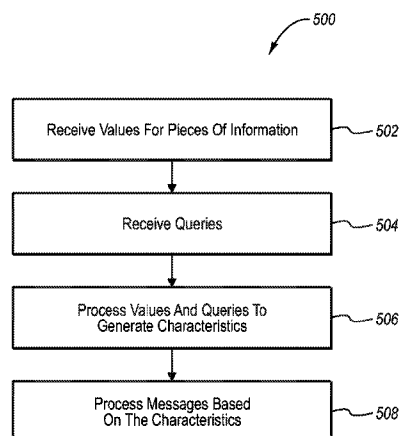 500
Receive Values For Pieces Of Information
502
Receive Queries
504
Process Values And Queries To
Generate Characteristics
506
Process Messages Based
On The Characteristics
508